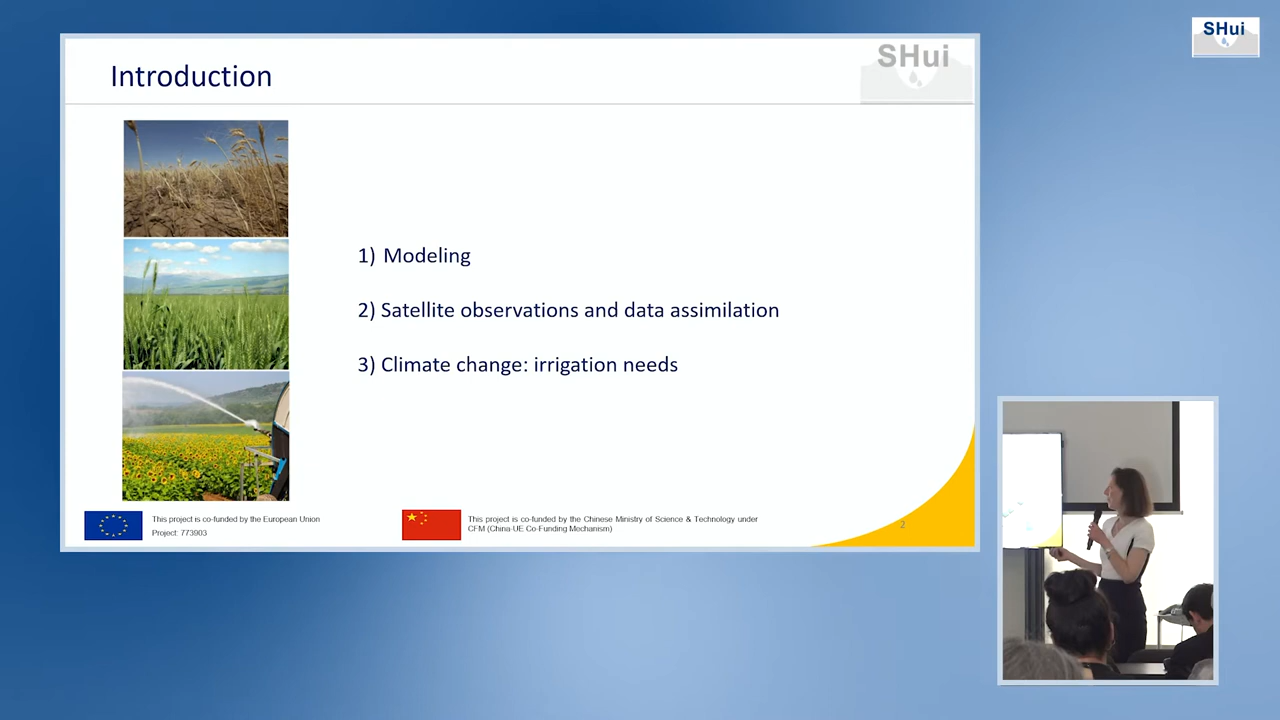 SHui
Introduction
SHui
1) Modeling
2) Satellite observations and data assimilation
3) Climate change: irrigation needs
This project is co-funded by the European Union
Project: 773903
This project is co-funded by the Chinese Ministry of Science & Technology under
CFM (China-UE Co-Funding Mechanism)
2